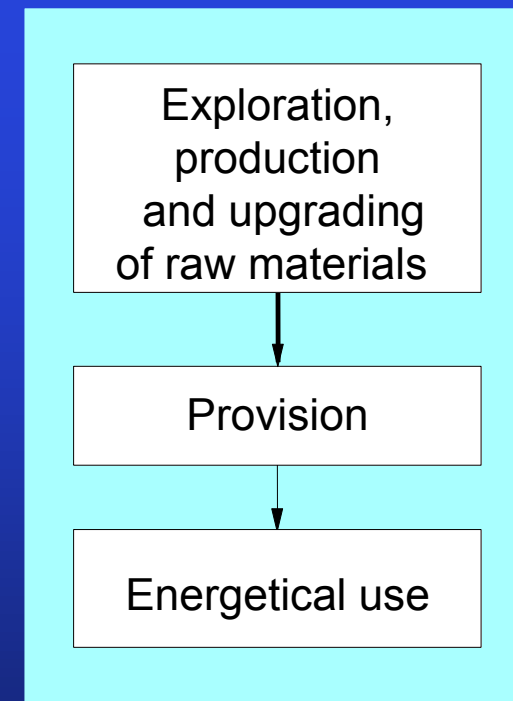 Exploration,
production
and upgrading
of raw materials
Provision
Energetical use